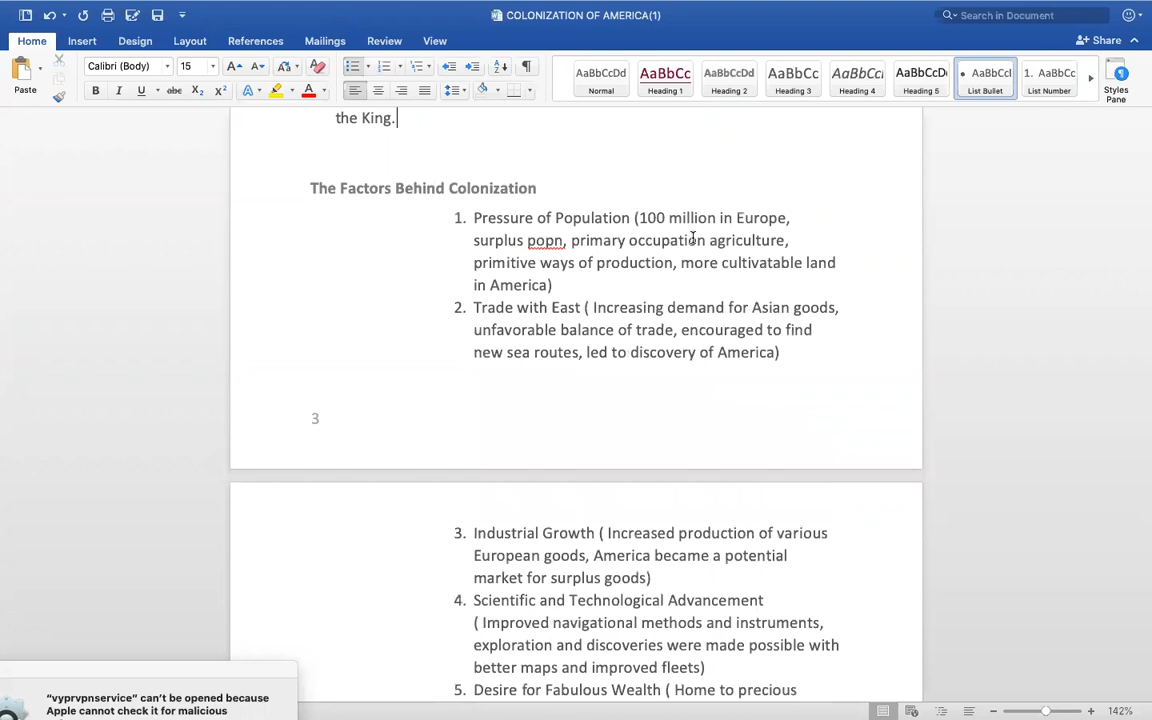 COLONIZATION OF AMERICA(1)
Search in Document
Home Insert Design Layout References Mailings Review View
Share
Paste
Calibri (Body) 15
AaBbCcDd AaBbCc AaBbCcDd AaBbCcDd AaBbCcI AaBbCcDc AaBbCcI AaBbCc
Normal Heading 1 Heading 2 Heading 3 Heading 4 Heading 5 List Bullet List Number
Styles
Pane
the King.
The Factors Behind Colonization
1. Pressure of Population (100 million in Europe,
surplus popn, primary occupation agriculture,
primitive ways of production, more cultivatable land
in America)
2. Trade with East ( Increasing demand for Asian goods,
unfavorable balance of trade, encouraged to find
new sea routes, led to discovery of America)
3
3. Industrial Growth ( Increased production of various
European goods, America became a potential
market for surplus goods)
4. Scientific and Technological Advancement
( Improved navigational methods and instruments,
exploration and discoveries were made possible with
better maps and improved fleets)
5. Desire for Fabulous Wealth ( Home to precious
“vyprvpnservice” can’t be opened because
Apple cannot check it for malicious
142%